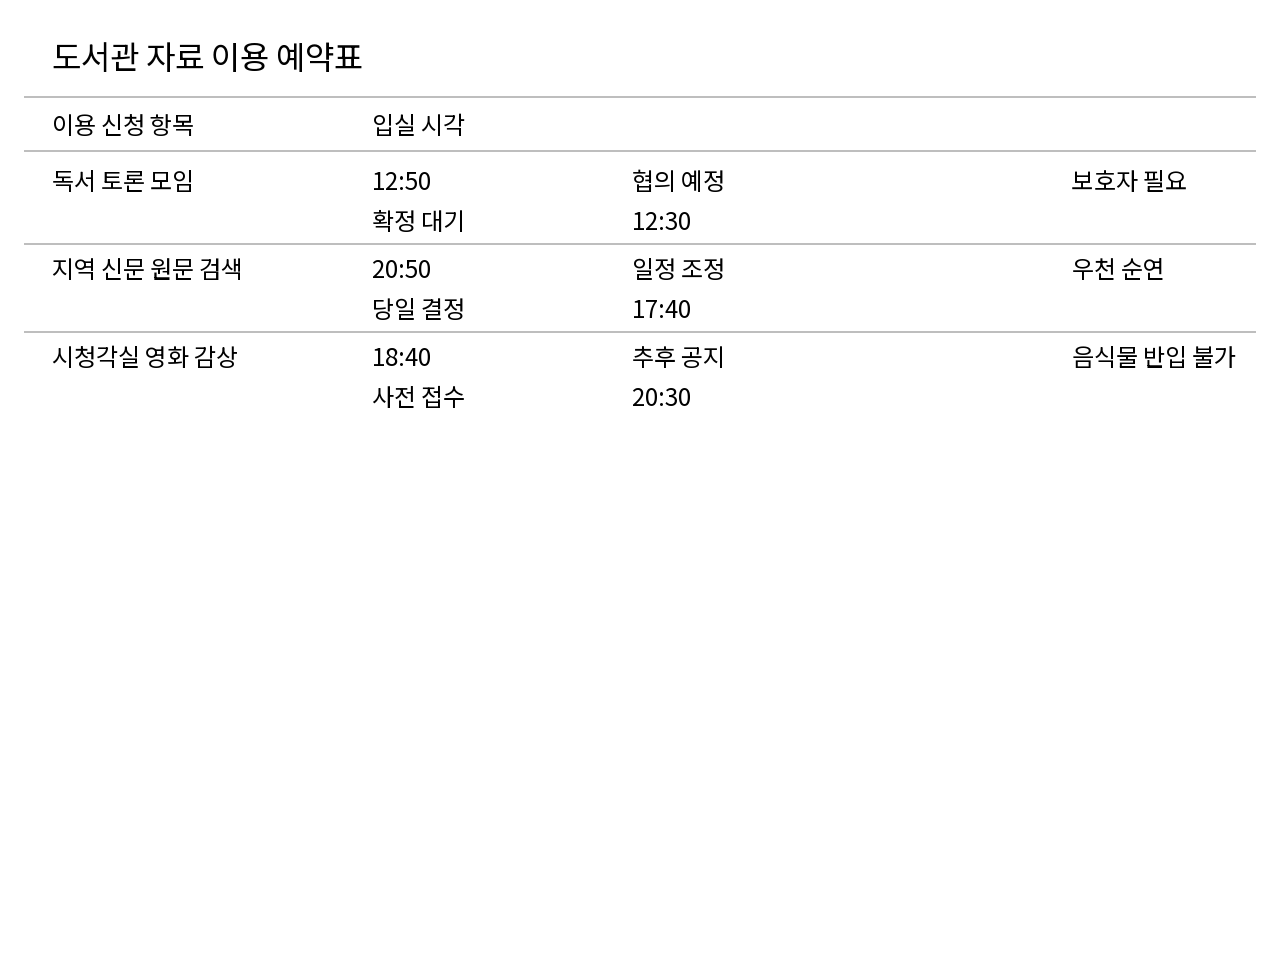 도서관 자료 이용 예약표
이용 신청 항목 입실 시각
독서 토론 모임 12:50 협의 예정 보호자 필요
확정 대기 12:30
지역 신문 원문 검색 20:50 일정 조정 우천 순연
당일 결정 17:40
시청각실 영화 감상 18:40 추후 공지 음식물 반입 불가
사전 접수 20:30